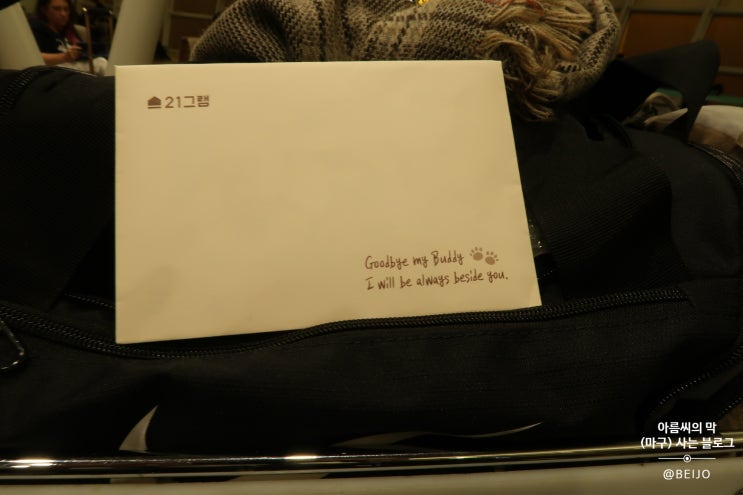 21그램
Goodbye my Buddy
I will be always beside you.
아름씨의 막
(마구) 사는 블로그
@BEIJO